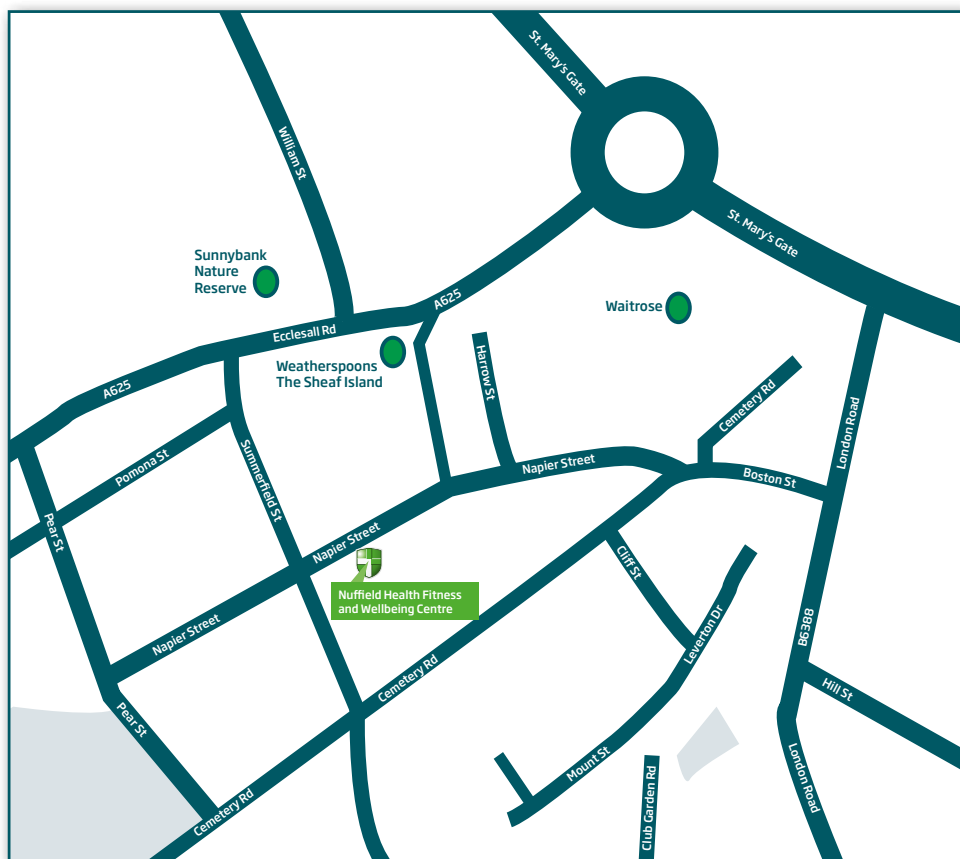 St. Mary's Gate
William St
St. Mary's Gate
Sunnybank
Nature
Reserve
A625
Waitrose
Ecclesall Rd
Weatherspoons
The Sheaf Island
Harrow St
A625
Cemetery Rd
London Road
Pomona St
Summerfield St
Napier Street
Boston St
Pear St
Napier Street
Cliff St
Nuffield Health Fitness
and Wellbeing Centre
Napier Street
Leverton Dr
B6388
Cemetery Rd
Hill St
Pear St
Mount St
London Road
Club Garden Rd
Cemetery Rd